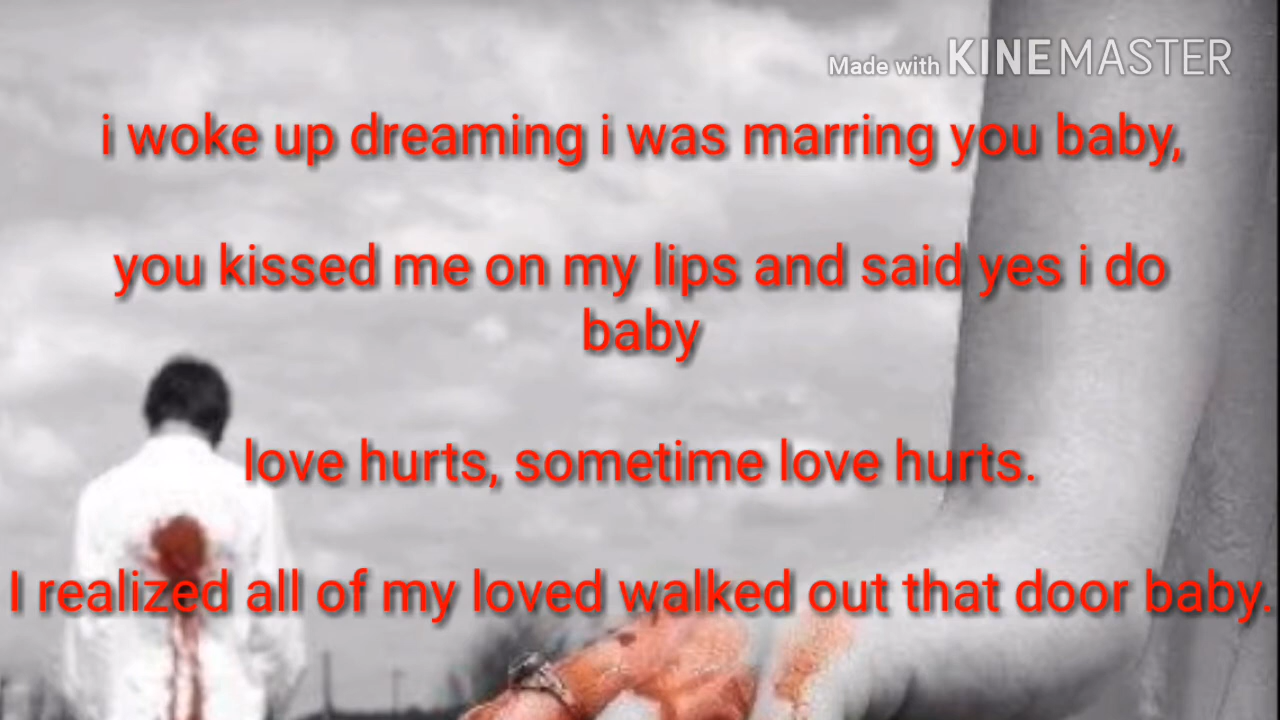 Made with KINEMASTER
i woke up dreaming i was marring you baby,
you kissed me on my lips and said yes i do
baby
love hurts, sometime love hurts.
I realized all of my loved walked out that door baby.